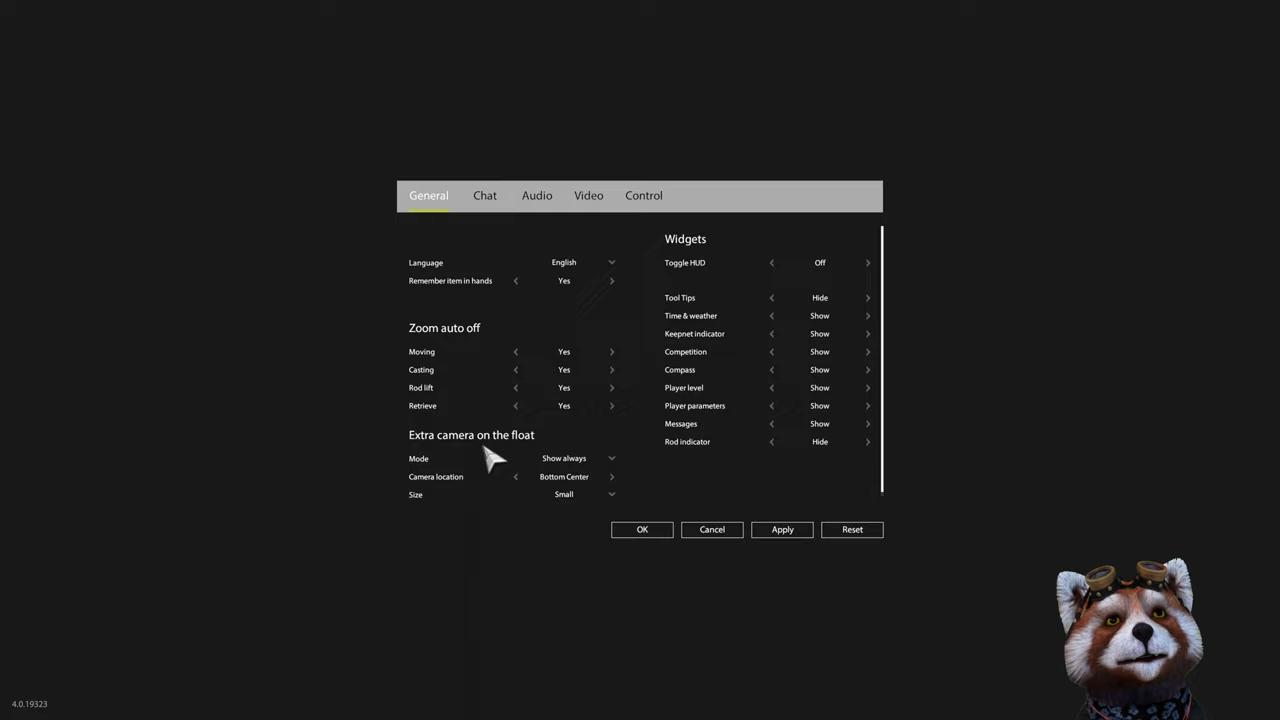 General Chat Audio Video Control
Language English
Remember item in hands Yes
Zoom auto off
Moving Yes
Casting Yes
Rod lift Yes
Retrieve Yes
Extra camera on the float
Mode Show always
Camera location Bottom Center
Size Small
Widgets
Toggle HUD Off
Tool Tips Hide
Time & weather Show
Keepnet indicator Show
Competition Show
Compass Show
Player level Show
Player parameters Show
Messages Show
Rod indicator Hide
OK Cancel Apply Reset
4.0.19323